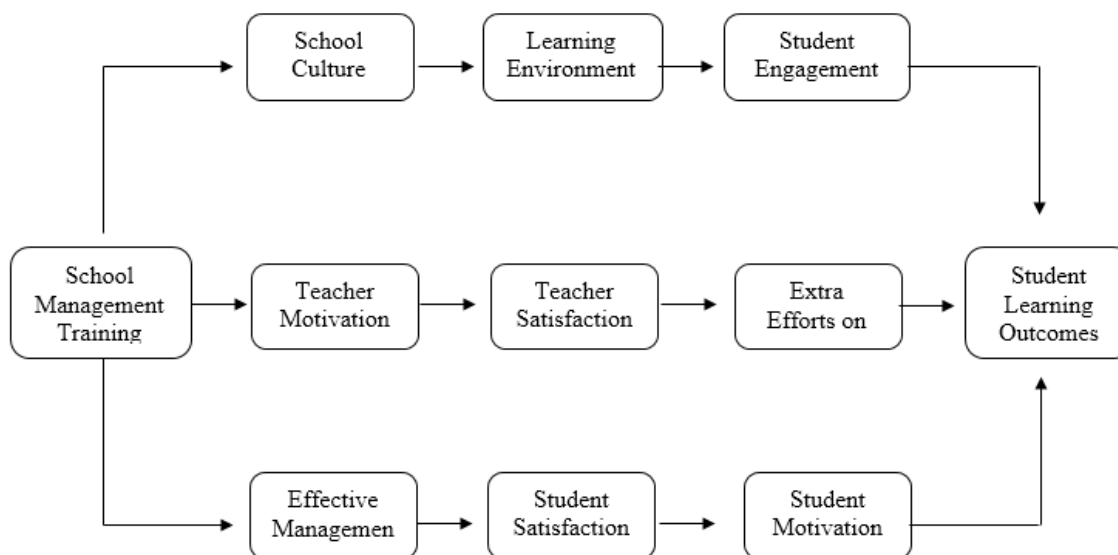 School
Culture
Learning
Environment
Student
Engagement
School
Management
Training
Teacher
Motivation
Teacher
Satisfaction
Extra
Efforts on
Student
Learning
Outcomes
Effective
Managemen
Student
Satisfaction
Student
Motivation